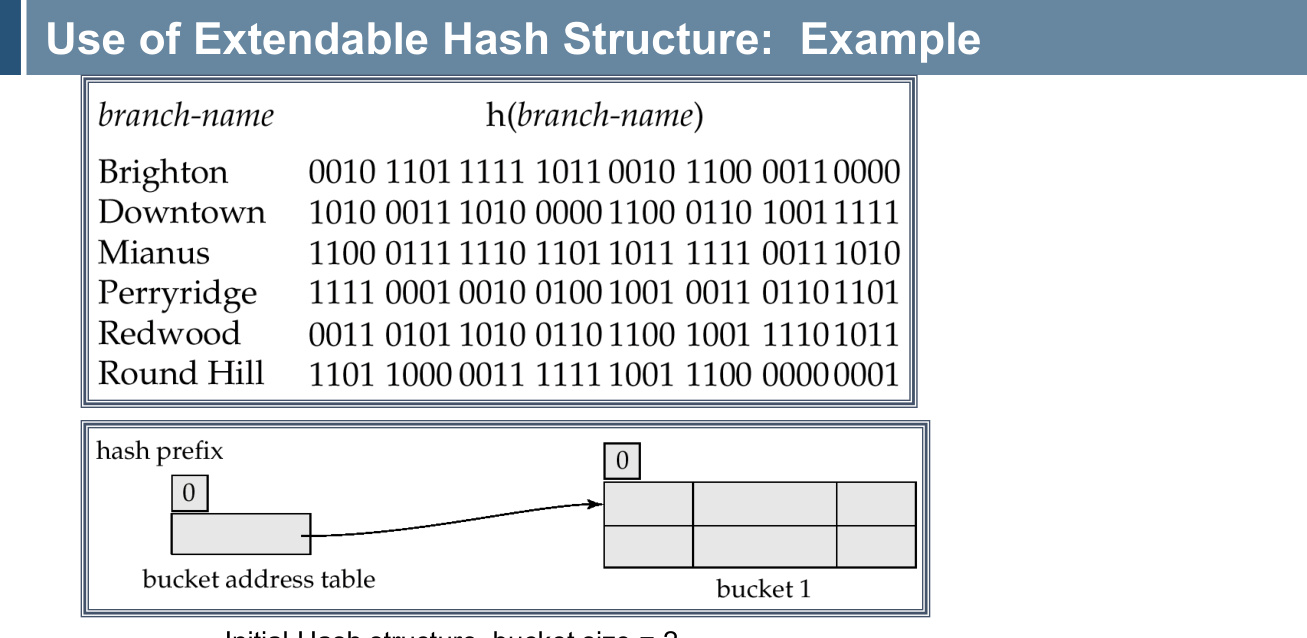 Use of Extendable Hash Structure: Example
branch-name h(branch-name)
Brighton 0010 1101 1111 1011 0010 1100 0011 0000
Downtown 1010 0011 1010 0000 1100 0110 1001 1111
Mianus 1100 0111 1110 1101 1011 1111 0011 1010
Perryridge 1111 0001 0010 0100 1001 0011 0110 1101
Redwood 0011 0101 1010 0110 1100 1001 1110 1011
Round Hill 1101 1000 0011 1111 1001 1100 0000 0001
hash prefix
0
0
bucket address table
bucket 1
Initial Hash structure, bucket size = 2